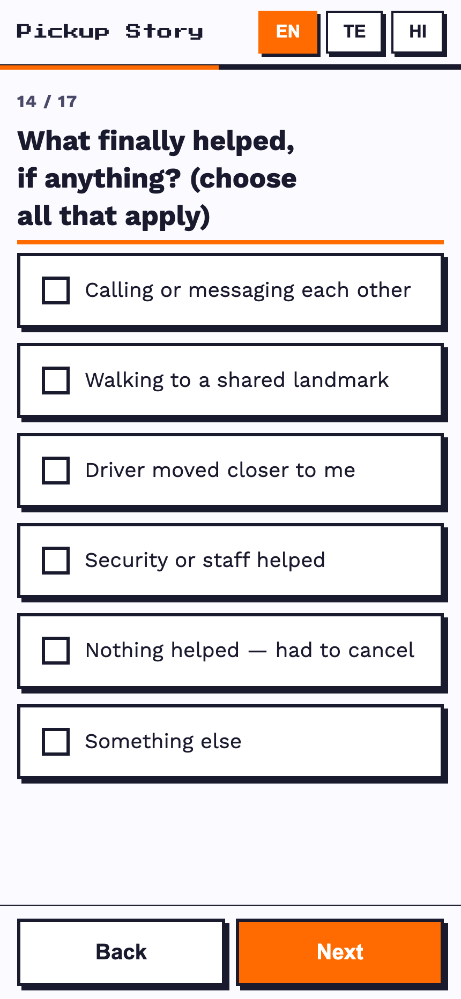 Pickup Story
EN
TE
HI
14 / 17
What finally helped,
if anything? (choose
all that apply)
Calling or messaging each other
Walking to a shared landmark
Driver moved closer to me
Security or staff helped
Nothing helped — had to cancel
Something else
Back
Next